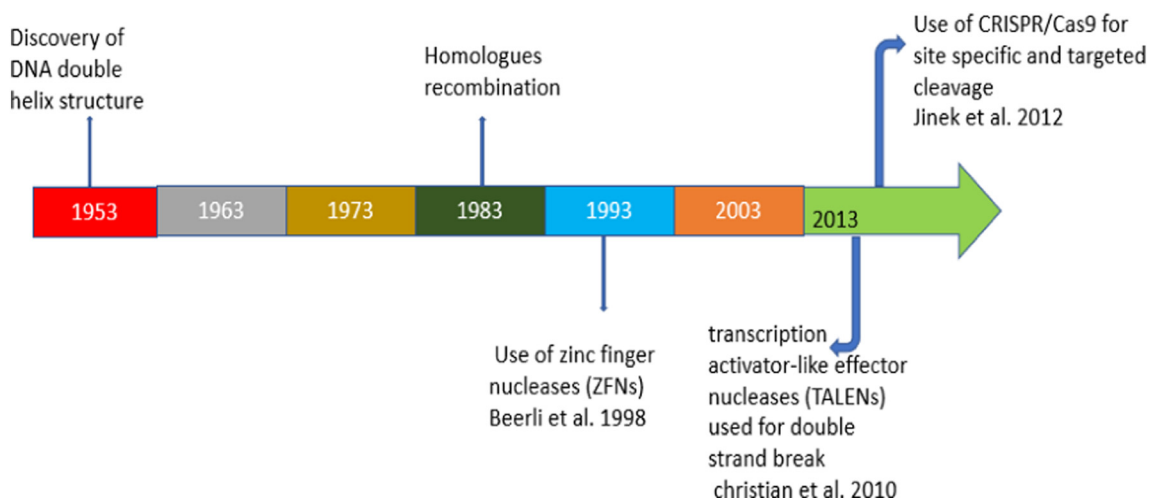 Discovery of
DNA double
helix structure
Homologues
recombination
Use of CRISPR/Cas9 for
site specific and targeted
cleavage
Jinek et al. 2012
1953
1963
1973
1983
1993
2003
2013
Use of zinc finger
nucleases (ZFNs)
Beerli et al. 1998
transcription
activator-like effector
nucleases (TALENs)
used for double
strand break
christian et al. 2010